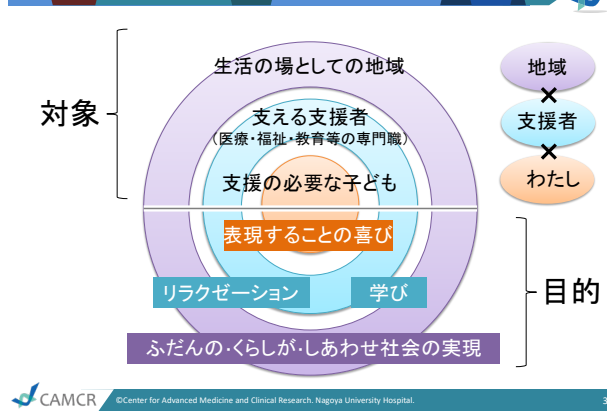 対象
生活の場としての地域
支える支援者
(医療・福祉・教育等の専門職)
支援の必要な子ども
地域
×
支援者
×
わたし
表現することの喜び
リラクゼーション
学び
ふだんの・くらしが・しあわせ社会の実現
目的
CAMCR
©Center for Advanced Medicine and Clinical Research. Nagoya University Hospital.
3